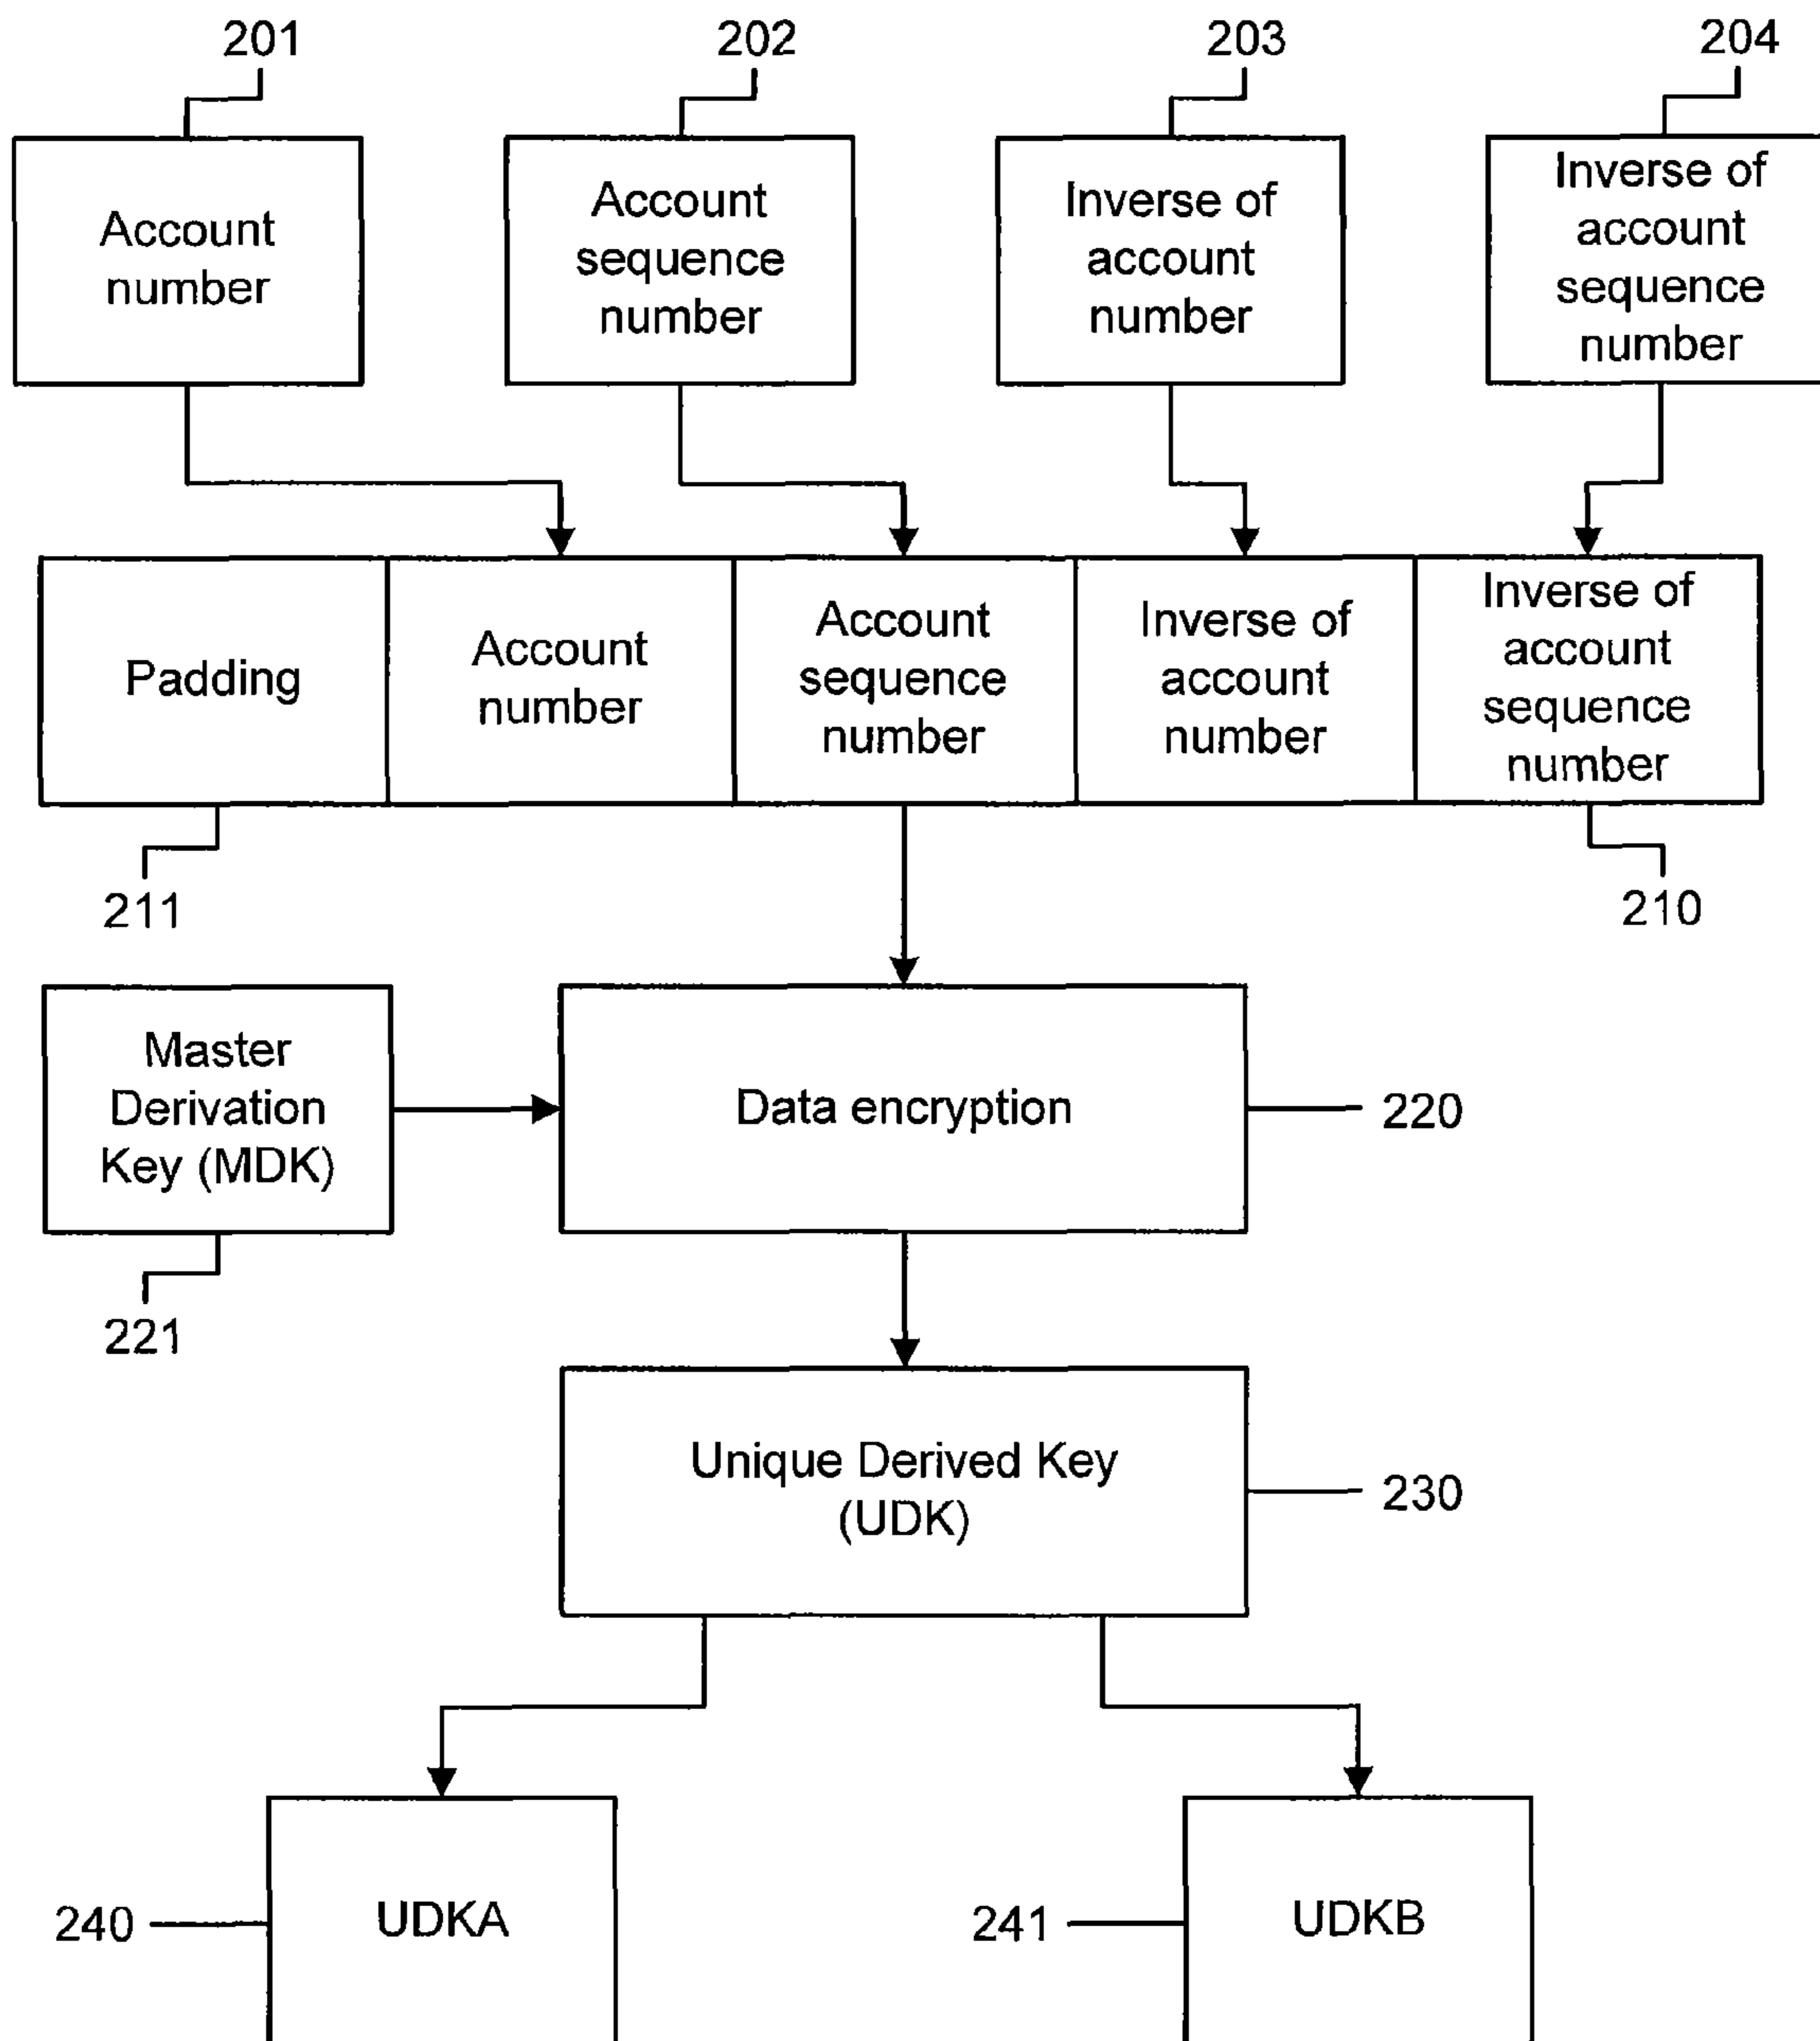 201
202
203
204
Account
number
Account
sequence
number
Inverse of
account
number
Inverse of
account
sequence
number
Padding
Account
number
Account
sequence
number
Inverse of
account
number
Inverse of
account
sequence
number
211
210
Master
Derivation
Key (MDK)
Data encryption
220
221
Unique Derived Key
(UDK)
230
240
UDKA
241
UDKB